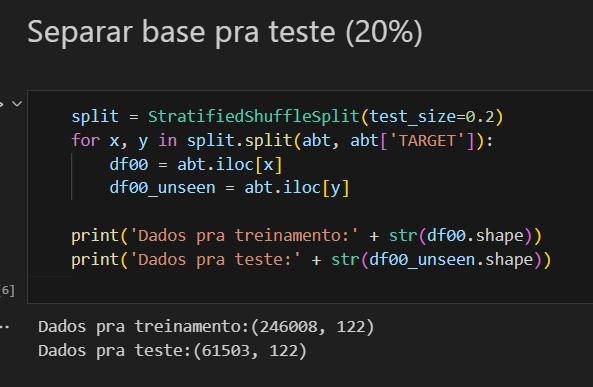 Separar base pra teste (20%)
split = StratifiedShuffleSplit(test_size=0.2)
for x, y in split.split(abt, abt['TARGET']):
    df00 = abt.iloc[x]
    df00_unseen = abt.iloc[y]
print('Dados pra treinamento:' + str(df00.shape))
print('Dados pra teste:' + str(df00_unseen.shape))
6]
Dados pra treinamento:(246008, 122)
Dados pra teste:(61503, 122)